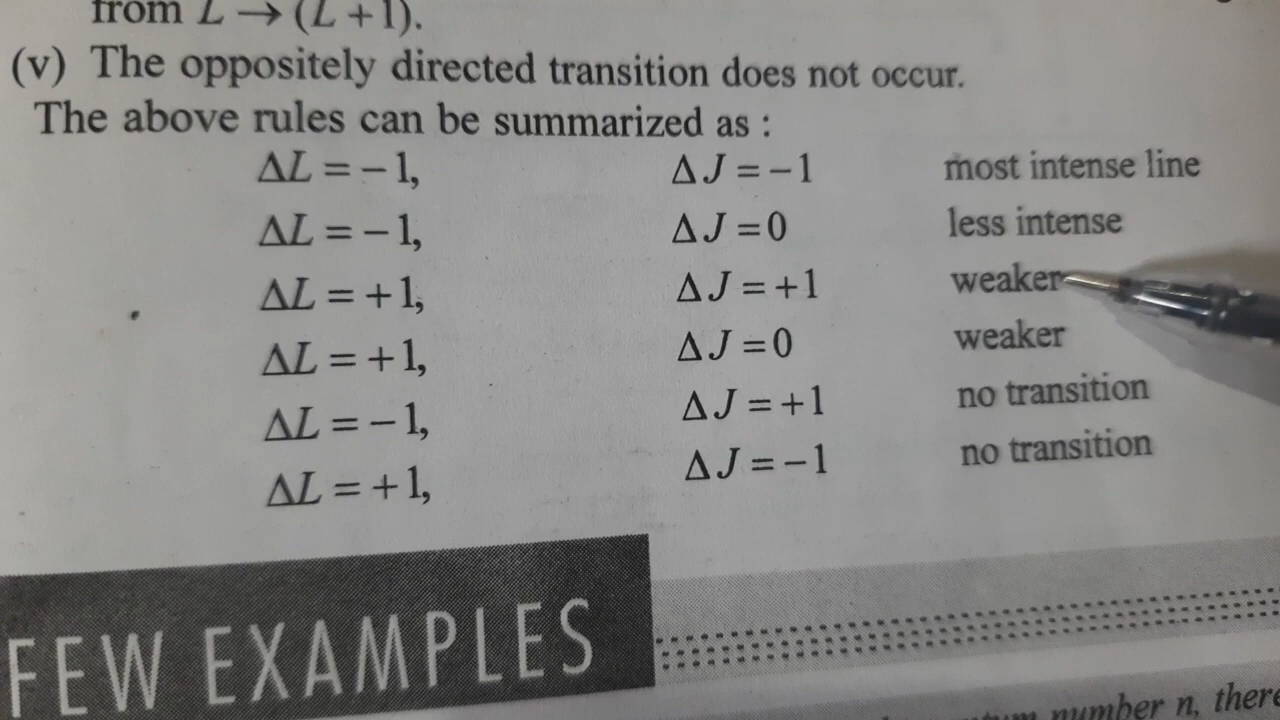 from L → (L + 1).
(v) The oppositely directed transition does not occur.
The above rules can be summarized as :
ΔL = – 1, ΔJ = – 1 most intense line
ΔL = – 1, ΔJ = 0 less intense
ΔL = + 1, ΔJ = + 1 weaker
ΔL = + 1, ΔJ = 0 weaker
ΔL = – 1, ΔJ = + 1 no transition
ΔL = + 1, ΔJ = – 1 no transition
FEW EXAMPLES
number n, there